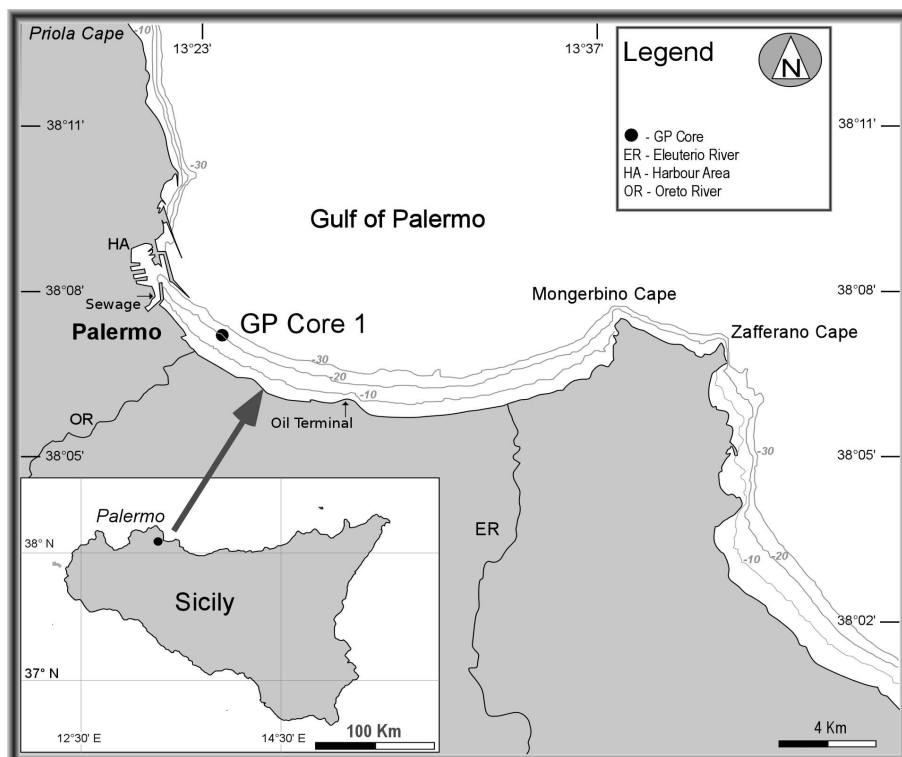 -10
Priola Cape
13°23'
13°37'
Legend
N
- GP Core
ER - Eleuterio River
HA - Harbour Area
OR - Oreto River
38°11'
38°11'
-30
Gulf of Palermo
HA
38°08'
38°08'
Sewage
Mongerbino Cape
Palermo
GP Core 1
Zafferano Cape
-30
-20
-10
OR
Oil Terminal
38°05'
38°05'
-30
Palermo
ER
38° N
-20
-10
Sicily
38°02'
37° N
100 Km
4 Km
12°30' E
14°30' E